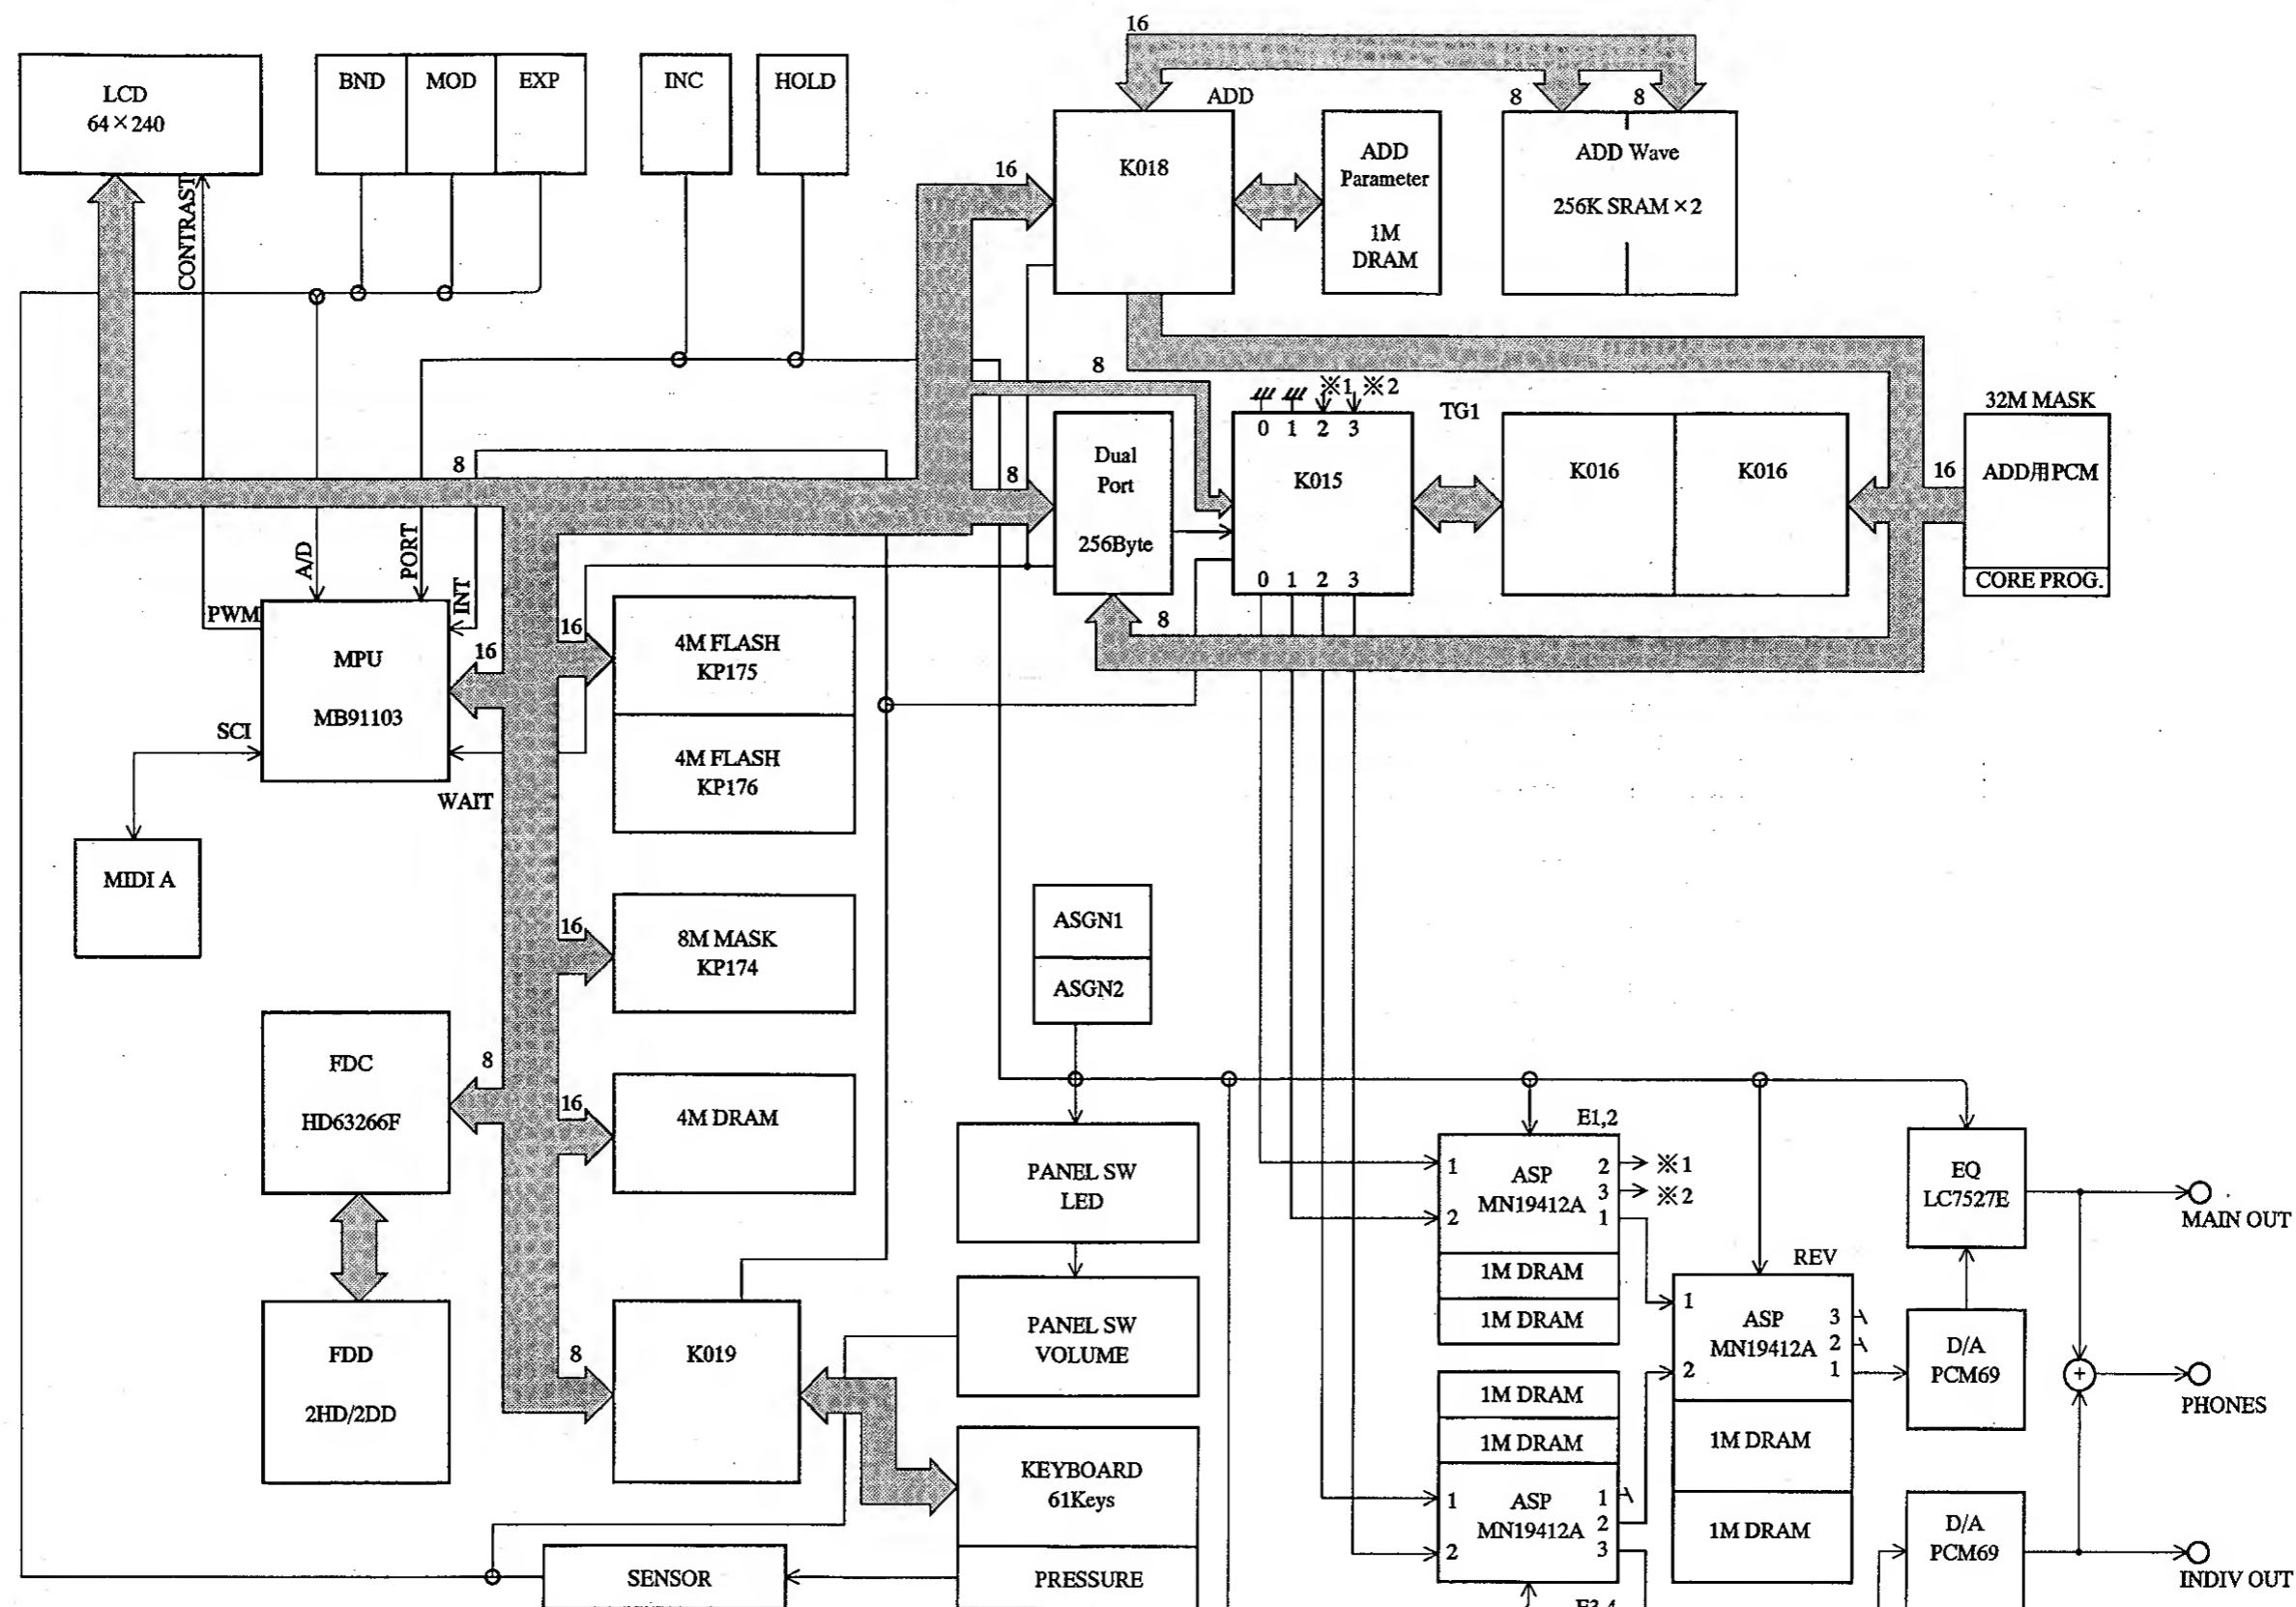 16
LCD
64×240
BND
MOD
EXP
INC
HOLD
CONTRAST
ADD
K018
16
ADD
Parameter
1M
DRAM
8
8
ADD Wave
256K SRAM×2
8
※1
※2
0 1 2 3
K015
0 1 2 3
TG1
K016
K016
16
32M MASK
ADD用PCM
CORE PROG.
8
Dual
Port
256Byte
8
8
A/D
PORT
INT
PWM
MPU
MB91103
16
SCI
WAIT
MIDI A
16
4M FLASH
KP175
4M FLASH
KP176
16
8M MASK
KP174
16
4M DRAM
8
FDC
HD63266F
FDD
2HD/2DD
8
K019
ASGN1
ASGN2
PANEL SW
LED
PANEL SW
VOLUME
KEYBOARD
61Keys
PRESSURE
SENSOR
E1,2
1
2
ASP
MN19412A
2
3
1
※1
※2
1M DRAM
1M DRAM
1M DRAM
1M DRAM
1
2
ASP
MN19412A
1
2
3
E3,4
REV
1
2
ASP
MN19412A
3
2
1
1M DRAM
1M DRAM
EQ
LC7527E
D/A
PCM69
D/A
PCM69
+
MAIN OUT
PHONES
INDIV OUT